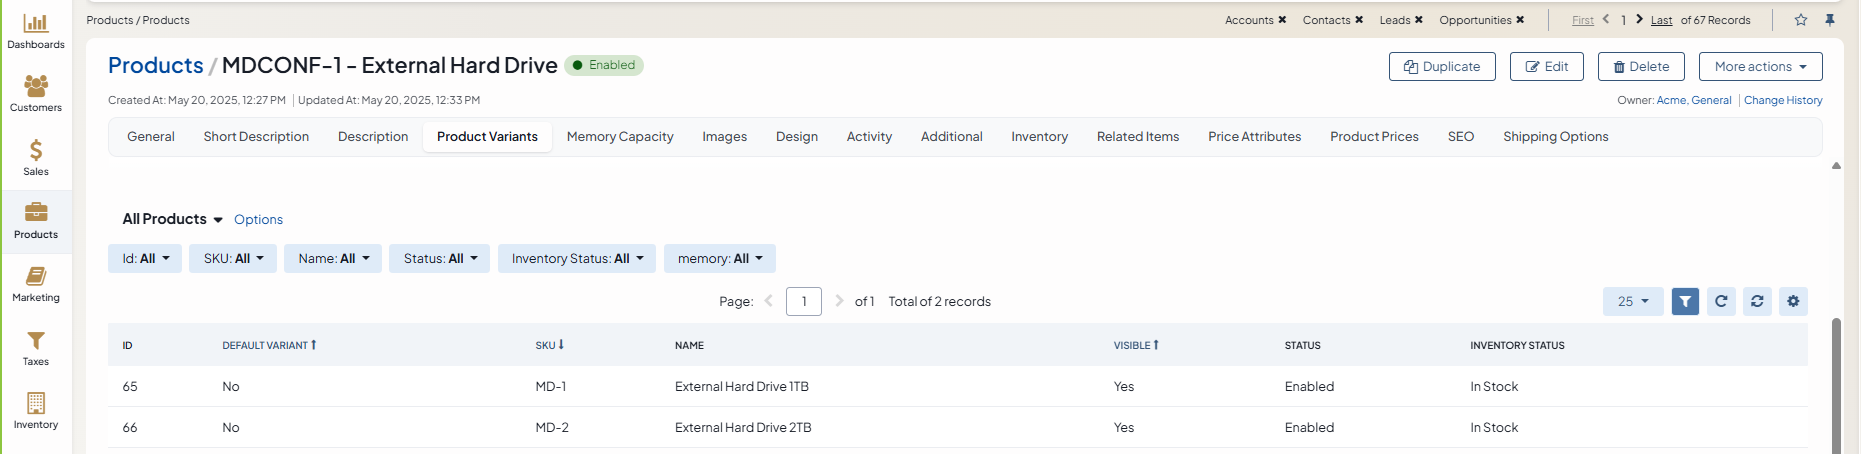 Products / Products
Accounts ✖ Contacts ✖ Leads ✖ Opportunities ✖
First 1 Last of 67 Records
Dashboards
Customers
Sales
Products
Marketing
Taxes
Inventory
Products / MDCONF-1 - External Hard Drive Enabled
Duplicate Edit Delete More actions
Created At: May 20, 2025, 12:27 PM | Updated At: May 20, 2025, 12:33 PM
Owner: Acme, General | Change History
General Short Description Description Product Variants Memory Capacity Images Design Activity Additional Inventory Related Items Price Attributes Product Prices SEO Shipping Options
All Products Options
Id: All SKU: All Name: All Status: All Inventory Status: All memory: All
Page: 1 of 1 Total of 2 records 25
ID DEFAULT VARIANT SKU NAME VISIBLE STATUS INVENTORY STATUS
65 No MD-1 External Hard Drive 1TB Yes Enabled In Stock
66 No MD-2 External Hard Drive 2TB Yes Enabled In Stock